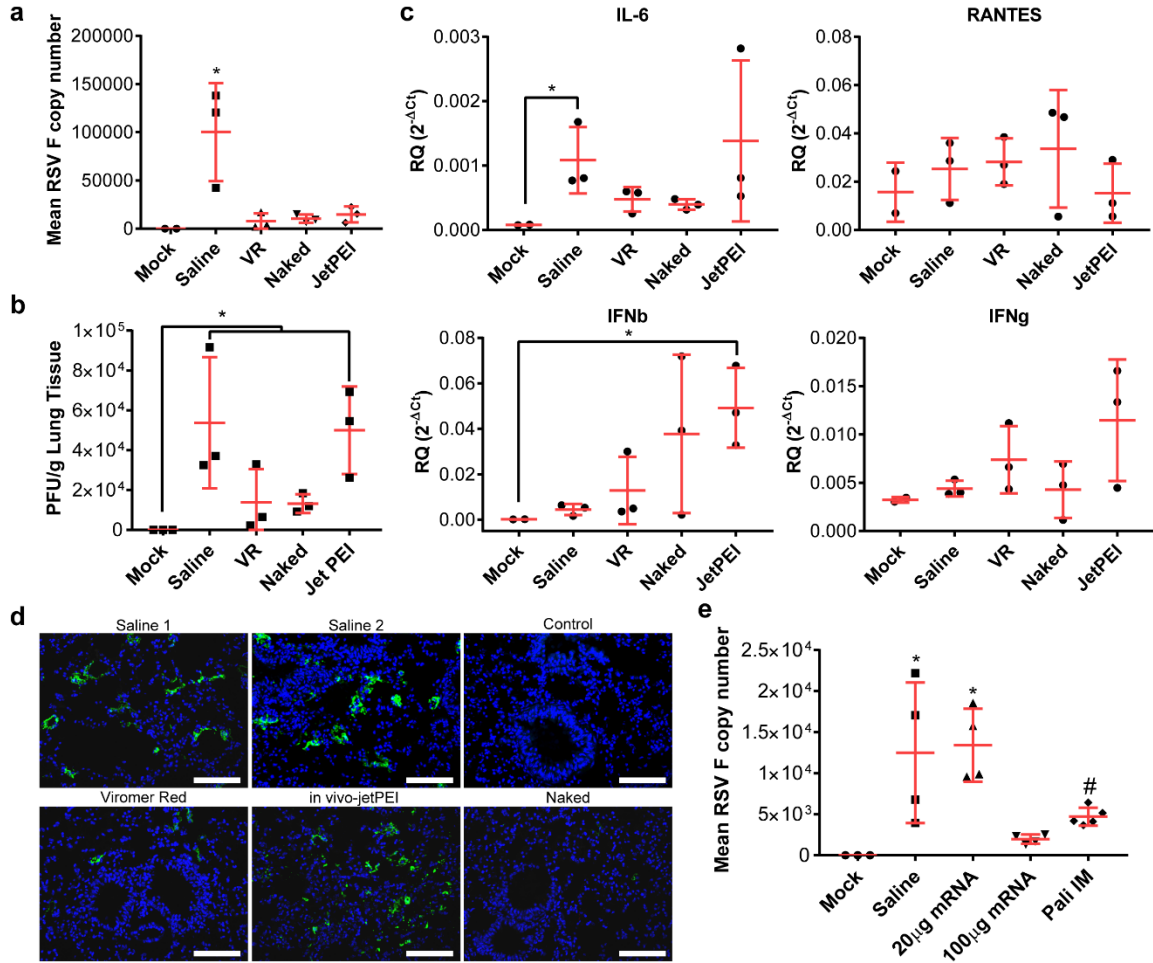 a
Mean RSV F copy number
200000
150000
100000
50000
0
*
Mock
Saline
VR
Naked
JetPEI
b
PFU/g Lung Tissue
1×10⁵
8×10⁴
6×10⁴
4×10⁴
2×10⁴
0
*
Mock
Saline
VR
Naked
Jet PEI
c
IL-6
RQ (2^-ΔCt)
0.003
0.002
0.001
0.000
*
Mock
Saline
VR
Naked
JetPEI
RANTES
RQ (2^-ΔCt)
0.08
0.06
0.04
0.02
0.00
Mock
Saline
VR
Naked
JetPEI
IFNb
RQ (2^-ΔCt)
0.08
0.06
0.04
0.02
0.00
*
Mock
Saline
VR
Naked
JetPEI
IFNg
RQ (2^-ΔCt)
0.020
0.015
0.010
0.005
0.000
Mock
Saline
VR
Naked
JetPEI
d
Saline 1
Saline 2
Control
Viromer Red
in vivo-jetPEI
Naked
e
Mean RSV F copy number
2.5×10⁴
2×10⁴
1.5×10⁴
1×10⁴
5×10³
0
*
*
#
Mock
Saline
20µg mRNA
100µg mRNA
Pali IM